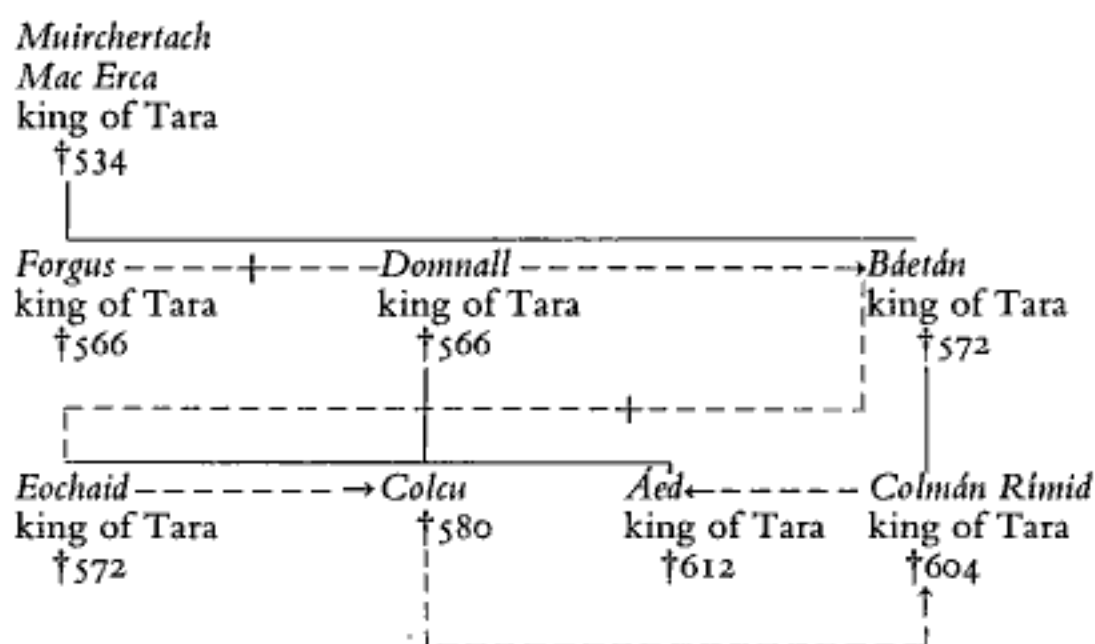 Muirchertach
Mac Erca
king of Tara
†534
Forgus Domnall Báetán
king of Tara king of Tara king of Tara
†566 †566 †572
Eochaid Colcu Áed Colmán Rímid
king of Tara †580 king of Tara king of Tara
†572 †612 †604